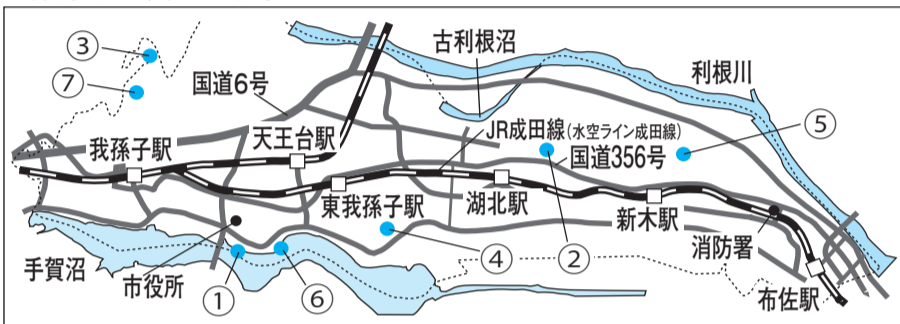 ③
⑦
国道6号
古利根沼
利根川
我孫子駅
天王台駅
JR成田線(水空ライン成田線)
国道356号
⑤
東我孫子駅
湖北駅
新木駅
消防署
手賀沼
市役所
①
⑥
④
②
布佐駅